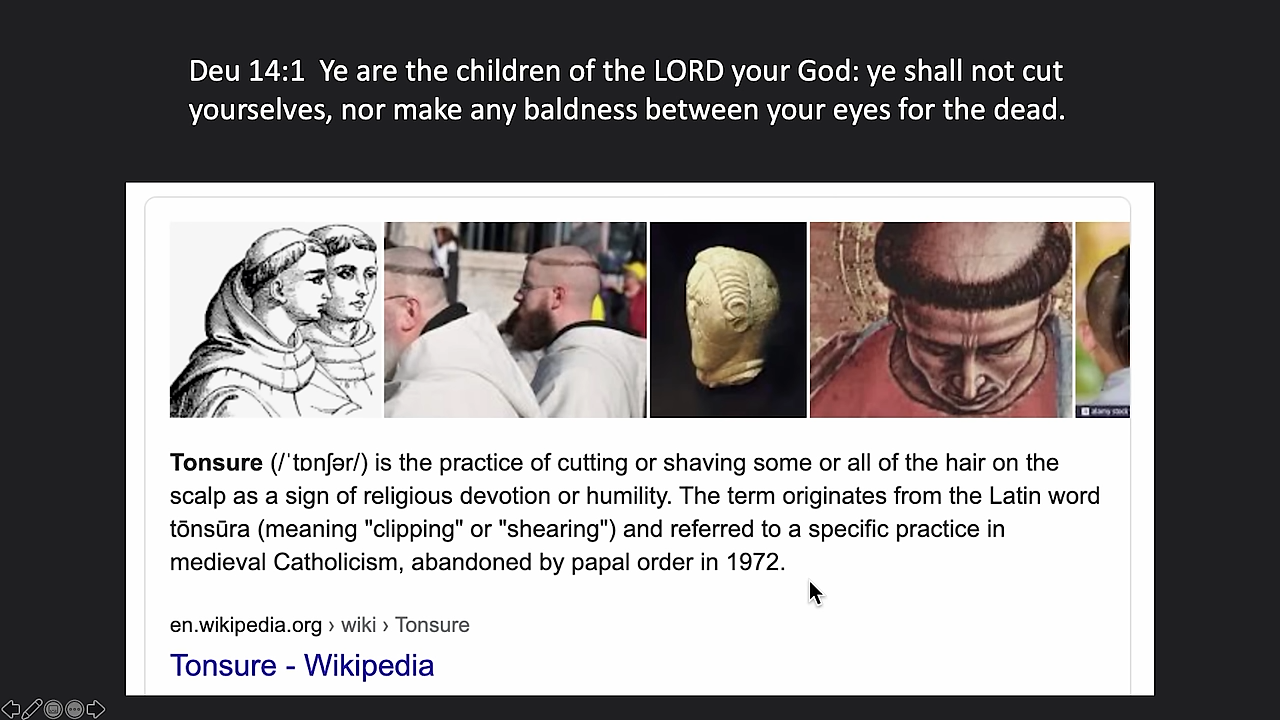 Deu 14:1  Ye are the children of the LORD your God: ye shall not cut
yourselves, nor make any baldness between your eyes for the dead.
alamy stock
Tonsure (/ˈtɒnʃər/) is the practice of cutting or shaving some or all of the hair on the
scalp as a sign of religious devotion or humility. The term originates from the Latin word
tōnsūra (meaning "clipping" or "shearing") and referred to a specific practice in
medieval Catholicism, abandoned by papal order in 1972.
en.wikipedia.org › wiki › Tonsure
Tonsure - Wikipedia